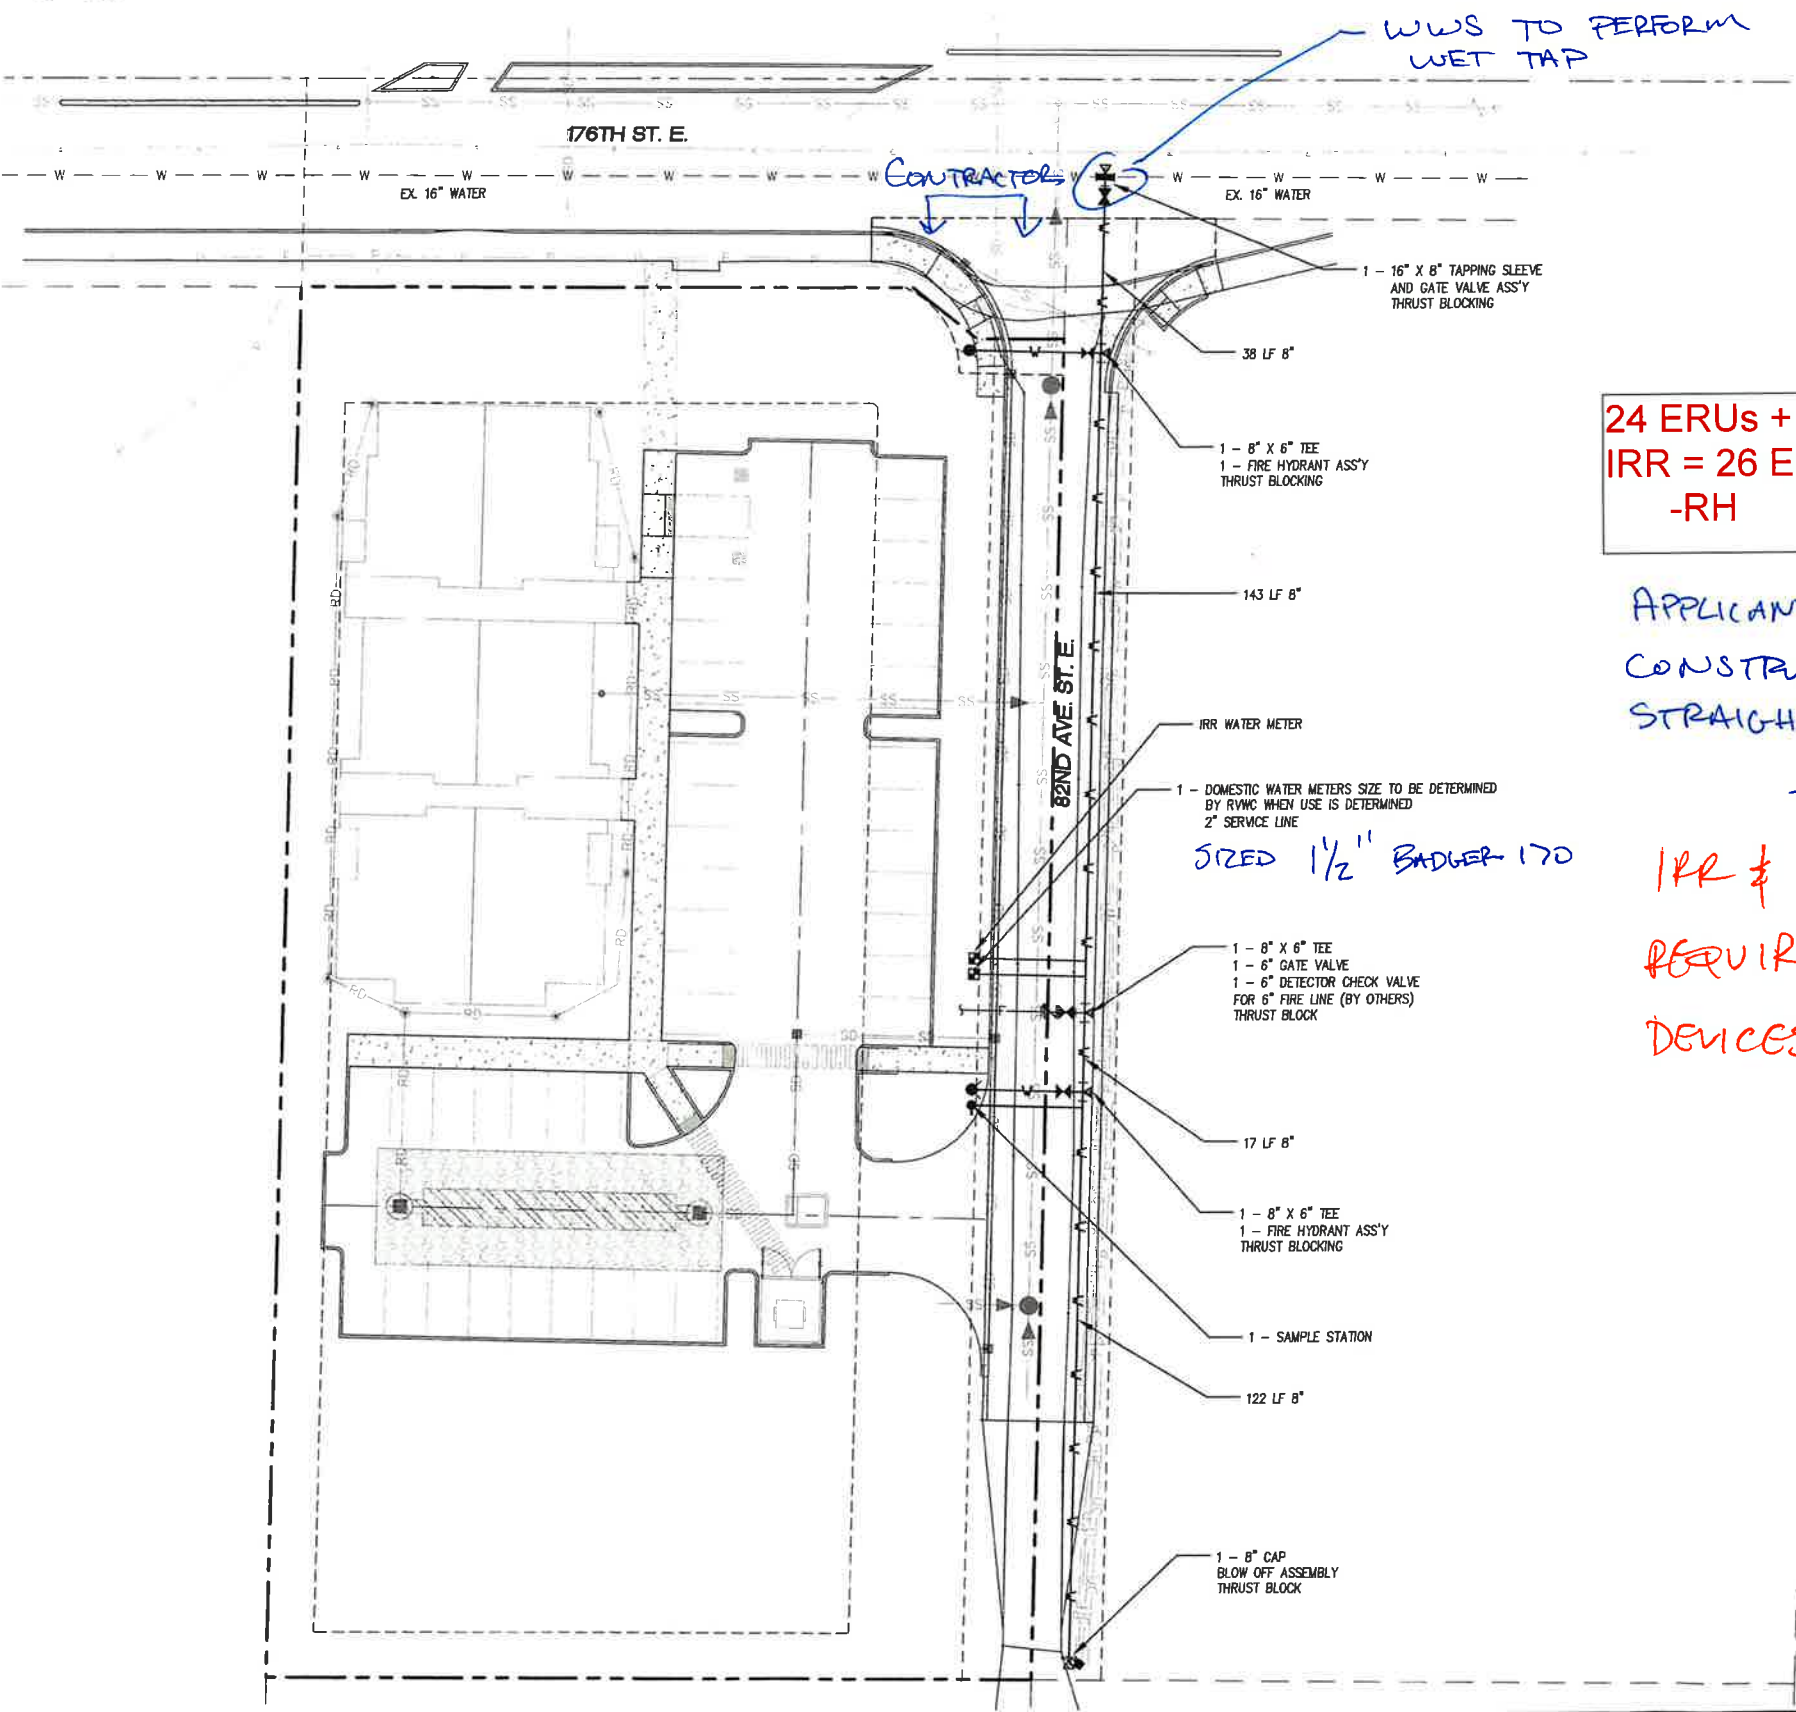 WWS TO PERFORM
WET TAP
176TH ST. E.
CONTRACTOR
EX. 16" WATER
EX. 16" WATER
1 - 16" X 8" TAPPING SLEEVE
AND GATE VALVE ASS'Y
THRUST BLOCKING
38 LF 8"
24 ERUs +
IRR = 26 E
-RH
1 - 8" X 6" TEE
1 - FIRE HYDRANT ASS'Y
THRUST BLOCKING
143 LF 8"
APPLICAN
CONSTRU
STRAIGH
82ND AVE. ST. E.
IRR WATER METER
1 - DOMESTIC WATER METERS SIZE TO BE DETERMINED
BY RVWC WHEN USE IS DETERMINED
2" SERVICE LINE
SIZED 1 1/2" BADGER 170
IRR &
REQUIR
DEVICES
1 - 8" X 6" TEE
1 - 6" GATE VALVE
1 - 6" DETECTOR CHECK VALVE
FOR 6" FIRE LINE (BY OTHERS)
THRUST BLOCK
17 LF 8"
1 - 8" X 6" TEE
1 - FIRE HYDRANT ASS'Y
THRUST BLOCKING
1 - SAMPLE STATION
122 LF 8"
1 - 8" CAP
BLOW OFF ASSEMBLY
THRUST BLOCK